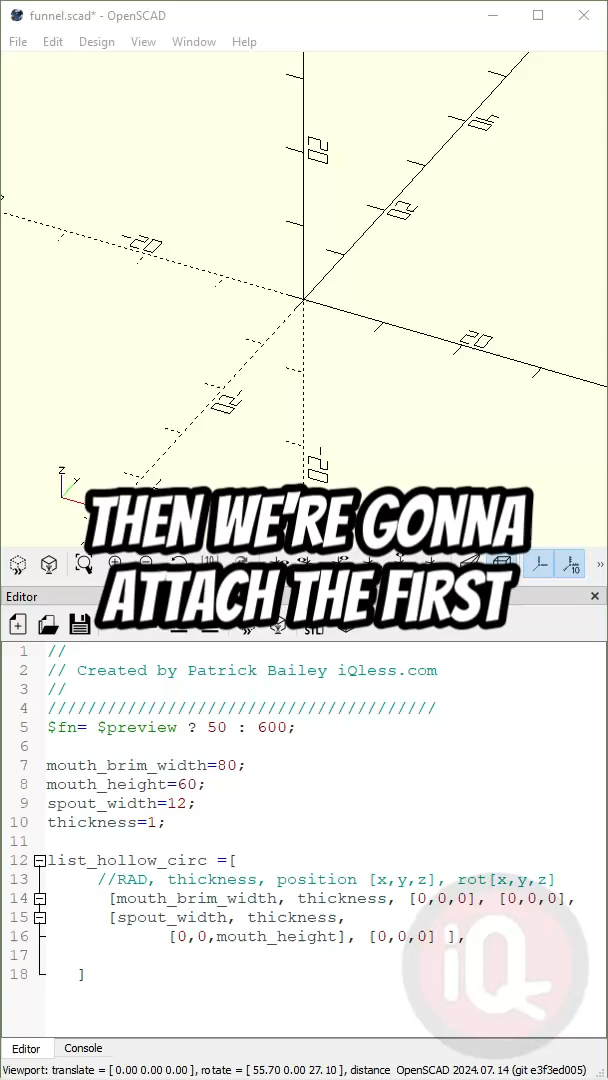 funnel.scad* - OpenSCAD
File Edit Design View Window Help
20
40
20
-20
20
-20
-20
z
THEN WE'RE GONNA
ATTACH THE FIRST
10
Editor
STL
1 //
2 // Created by Patrick Bailey iQless.com
3 //
4 ///////////////////////////////////////
5 $fn= $preview ? 50 : 600;
6
7 mouth_brim_width=80;
8 mouth_height=60;
9 spout_width=12;
10 thickness=1;
11
12 list_hollow_circ =[
13 //RAD, thickness, position [x,y,z], rot[x,y,z]
14 [mouth_brim_width, thickness, [0,0,0], [0,0,0],
15 [spout_width, thickness,
16 [0,0,mouth_height], [0,0,0] ],
17
18 ]
iQ
Editor Console
Viewport: translate = [ 0.00 0.00 0.00 ], rotate = [ 55.70 0.00 27.10 ], distance OpenSCAD 2024.07.14 (git e3f3ed005)